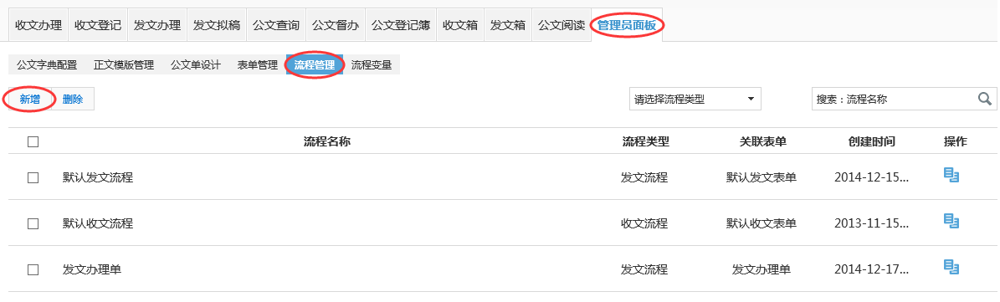 收文办理 收文登记 发文办理 发文拟稿 公文查询 公文督办 公文登记簿 收文箱 发文箱 公文阅读 管理员面板
公文字典配置 正文模版管理 公文单设计 表单管理 流程管理 流程变量
新增 删除 请选择流程类型 搜索：流程名称
流程名称 流程类型 关联表单 创建时间 操作
默认发文流程 发文流程 默认发文表单 2014-12-15...
默认收文流程 收文流程 默认收文表单 2013-11-15...
发文办理单 发文流程 发文办理单 2014-12-17...